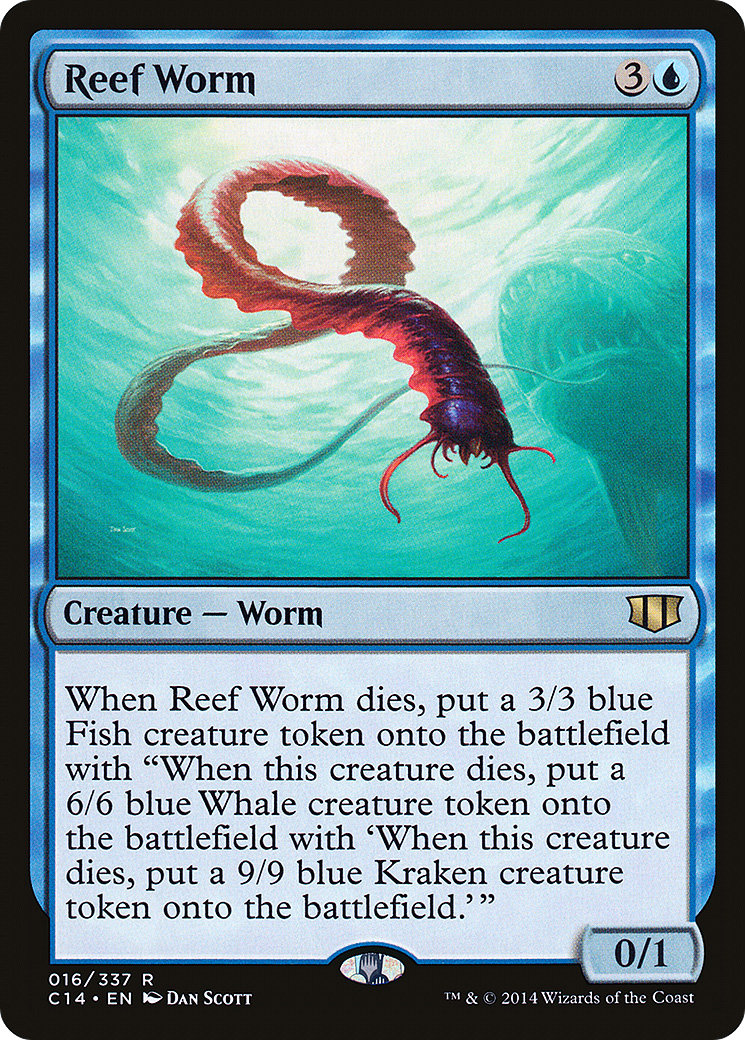 Reef Worm
3
Dan Scott
Creature — Worm
When Reef Worm dies, put a 3/3 blue
Fish creature token onto the battlefield
with “When this creature dies, put a
6/6 blue Whale creature token onto
the battlefield with ‘When this creature
dies, put a 9/9 blue Kraken creature
token onto the battlefield.’ ”
0/1
016/337 R
C14 • EN Dan Scott
™ & © 2014 Wizards of the Coast